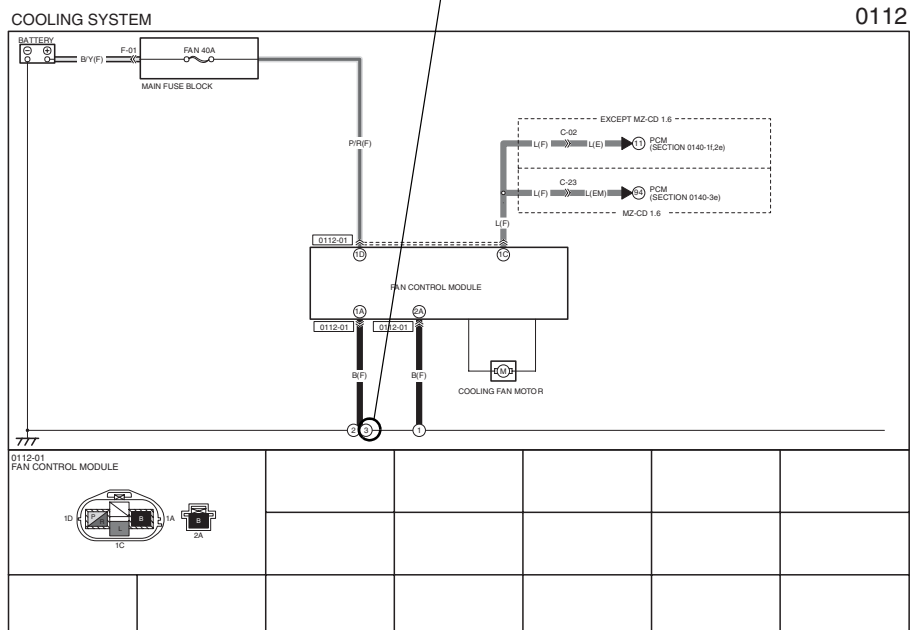 COOLING SYSTEM 0112
BATTERY
B/Y(F)
F-01
FAN 40A
MAIN FUSE BLOCK
P/R(F)
EXCEPT MZ-CD 1.6
C-02
L(F) L(E) 11 PCM
(SECTION 0140-1f,2e)
C-23
L(F) L(EM) 94 PCM
(SECTION 0140-3e)
MZ-CD 1.6
L(F)
0112-01
1D 1C
FAN CONTROL MODULE
1A 2A
0112-01 0112-01
B(F) B(F)
M
COOLING FAN MOTOR
2 3 1
0112-01
FAN CONTROL MODULE
1D P R L B 1A
1C
B
2A